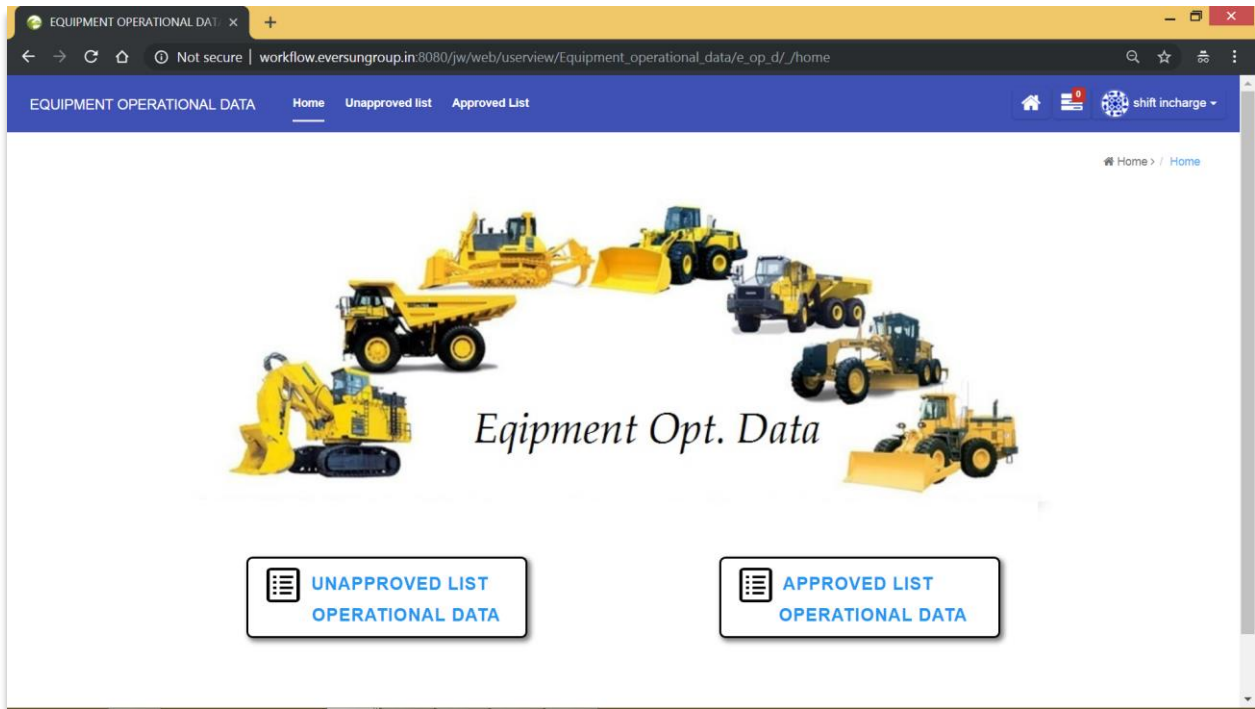 EQUIPMENT OPERATIONAL DAT
Not secure | workflow.eversungroup.in:8080/jw/web/userview/Equipment_operational_data/e_op_d/_/home
EQUIPMENT OPERATIONAL DATA Home Unapproved list Approved List 0 shift incharge
Home > / Home
Eqipment Opt. Data
UNAPPROVED LIST
OPERATIONAL DATA
APPROVED LIST
OPERATIONAL DATA